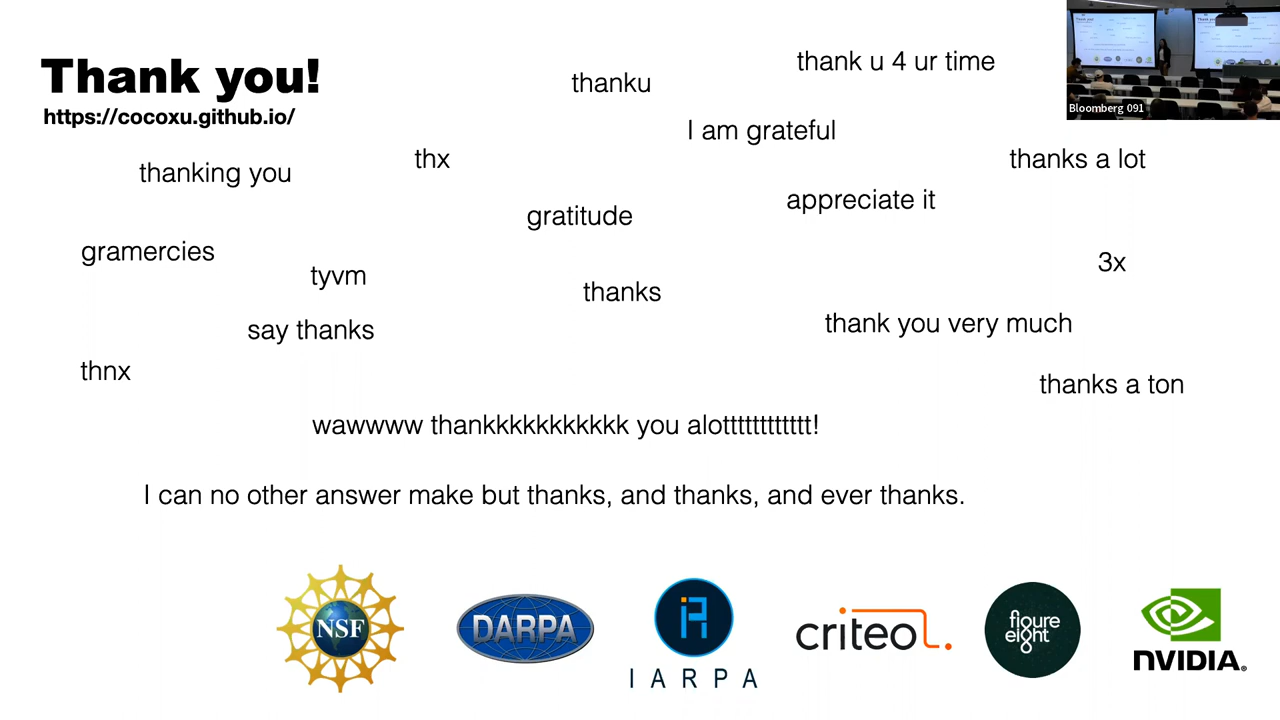 Thank you!
https://cocoxu.github.io/
thanku
thank u 4 ur time
Bloomberg 091
I am grateful
thanking you
thx
thanks a lot
gratitude
appreciate it
gramercies
tyvm
thanks
3x
say thanks
thank you very much
thnx
thanks a ton
wawwww thankkkkkkkkkkk you alotttttttttttt!
I can no other answer make but thanks, and thanks, and ever thanks.
NSF
DARPA
IARPA
criteo
figure
eight
NVIDIA